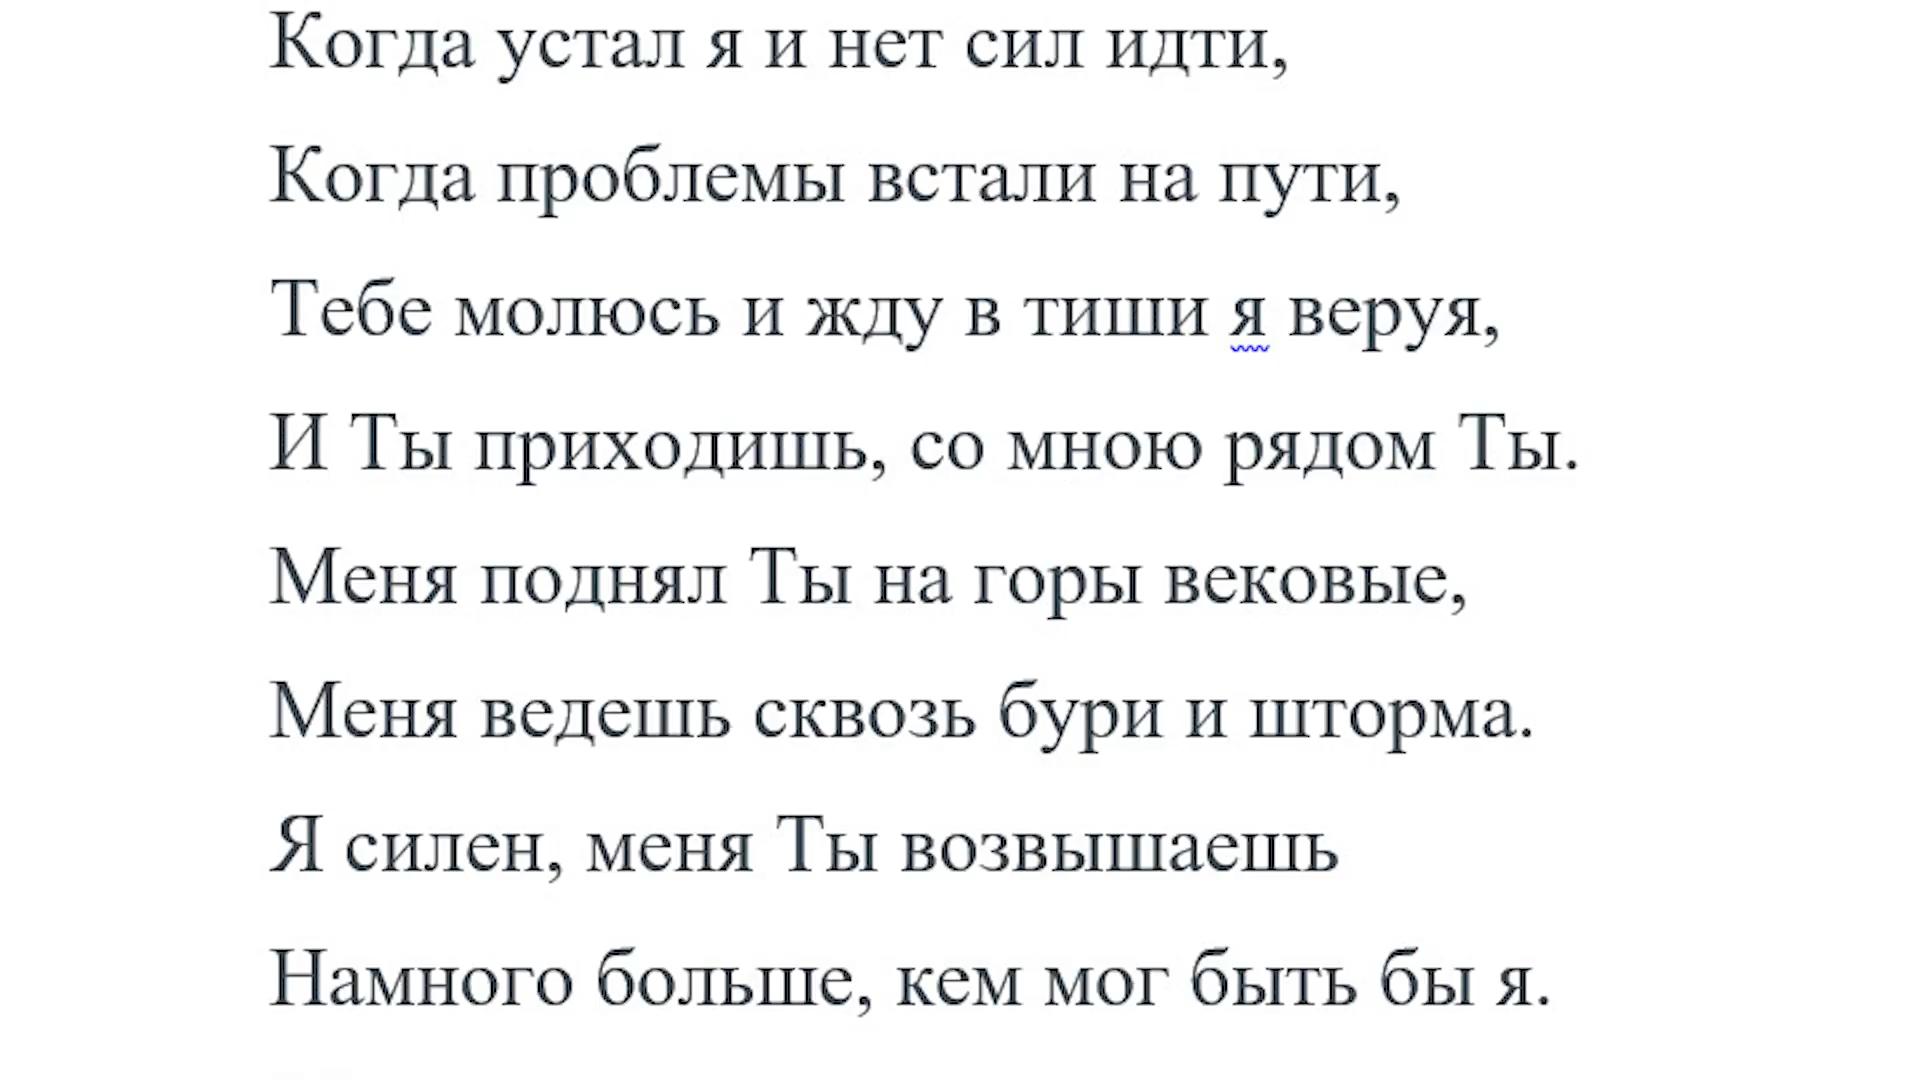 Когда устал я и нет сил идти,
Когда проблемы встали на пути,
Тебе молюсь и жду в тиши я веруя,
И Ты приходишь, со мною рядом Ты.
Меня поднял Ты на горы вековые,
Меня ведешь сквозь бури и шторма.
Я силен, меня Ты возвышаешь
Намного больше, кем мог быть бы я.